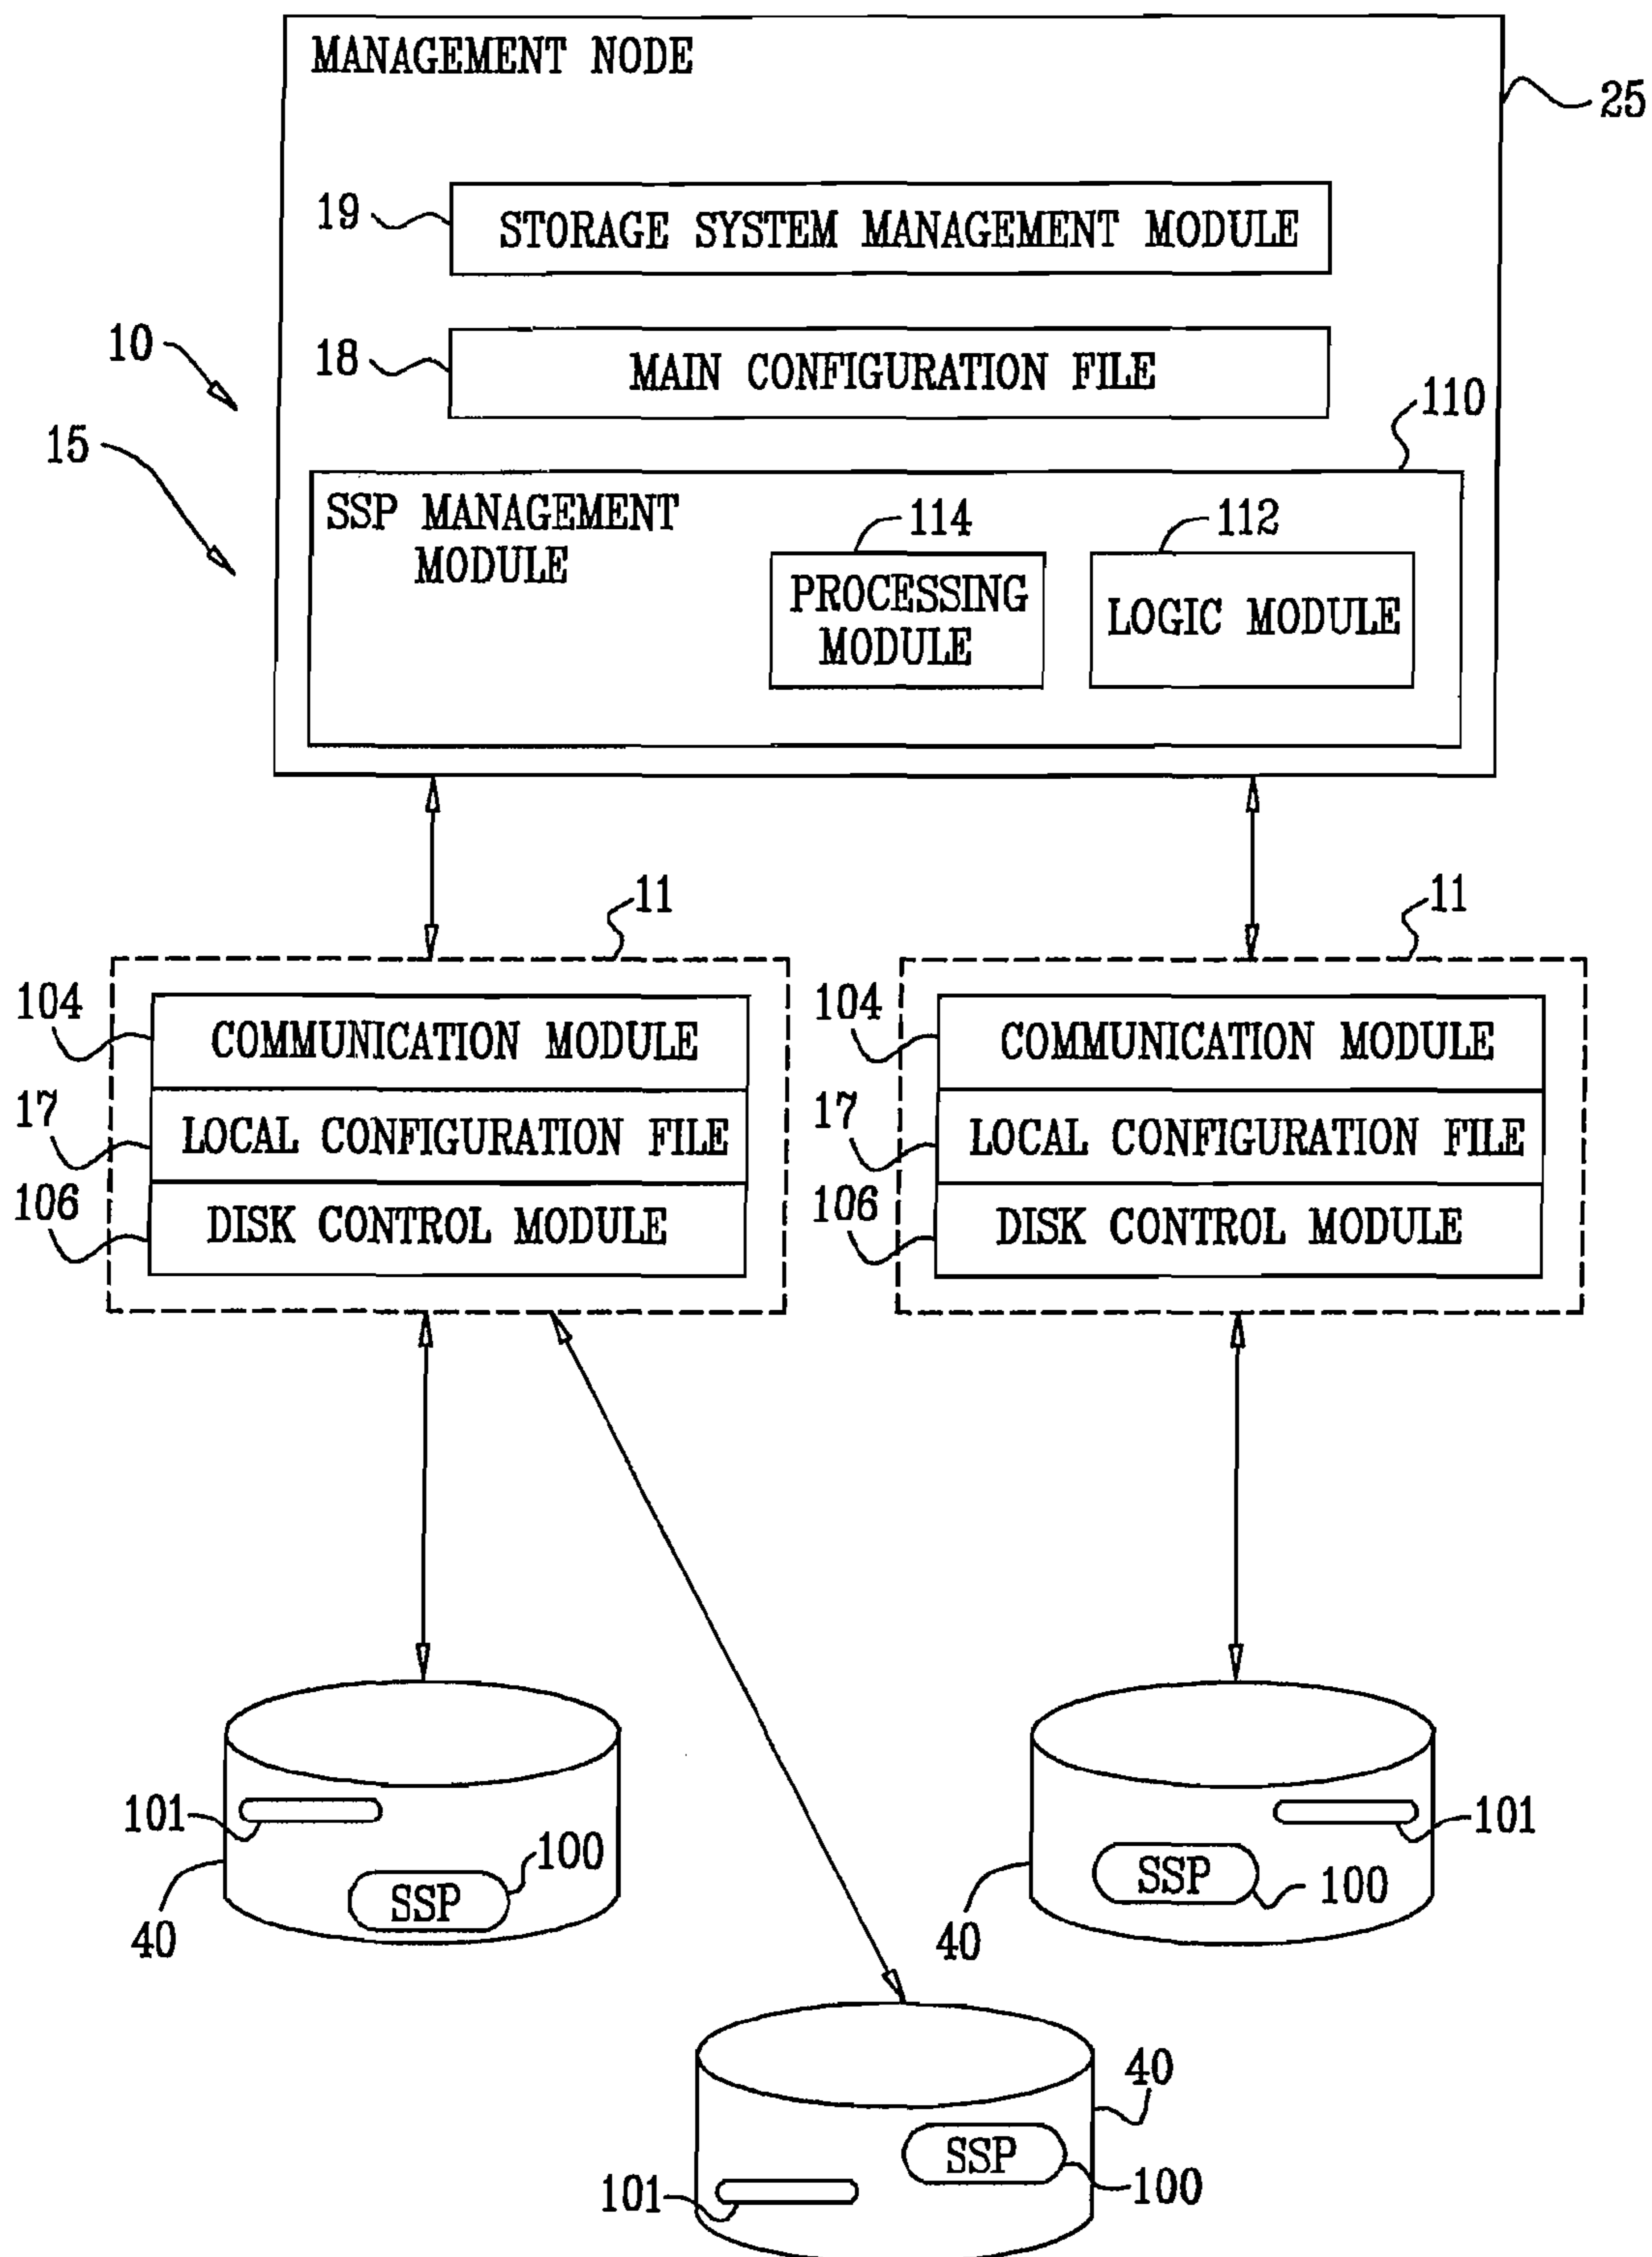 MANAGEMENT NODE
25
19
STORAGE SYSTEM MANAGEMENT MODULE
10
18
MAIN CONFIGURATION FILE
110
15
SSP MANAGEMENT
MODULE
114
112
PROCESSING
MODULE
LOGIC MODULE
11
11
104
COMMUNICATION MODULE
17
LOCAL CONFIGURATION FILE
106
DISK CONTROL MODULE
104
COMMUNICATION MODULE
17
LOCAL CONFIGURATION FILE
106
DISK CONTROL MODULE
101
100
SSP
40
101
SSP
100
40
40
SSP
101
100